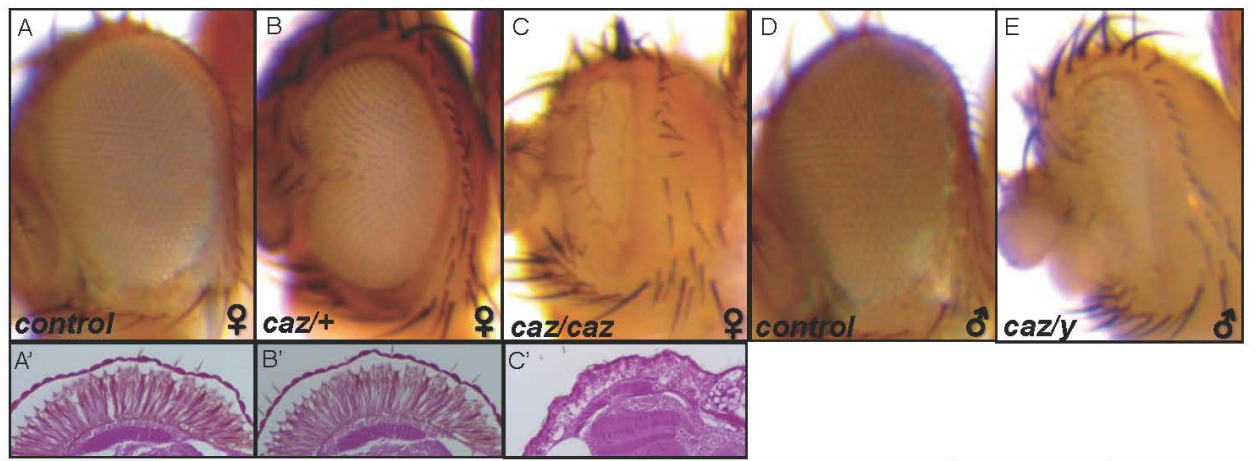 A
control ♀
B
caz/+ ♀
C
caz/caz ♀
D
control ♂
E
caz/y ♂
A'
B'
C'